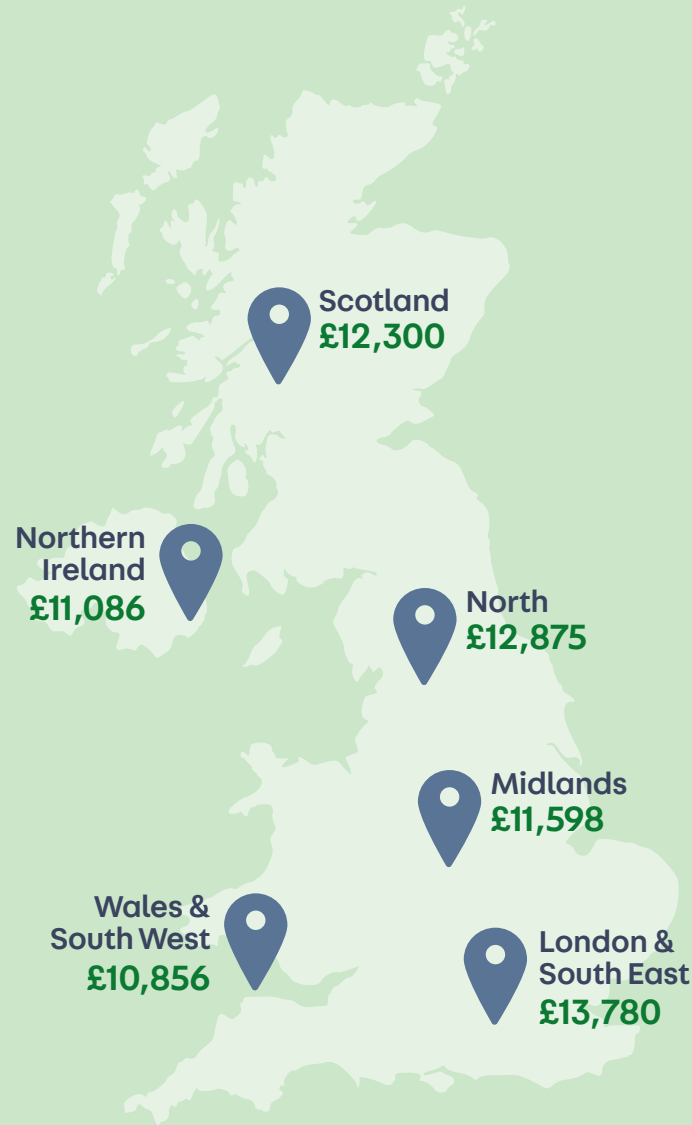 Scotland
£12,300
Northern
Ireland
£11,086
North
£12,875
Midlands
£11,598
Wales &
South West
£10,856
London &
South East
£13,780